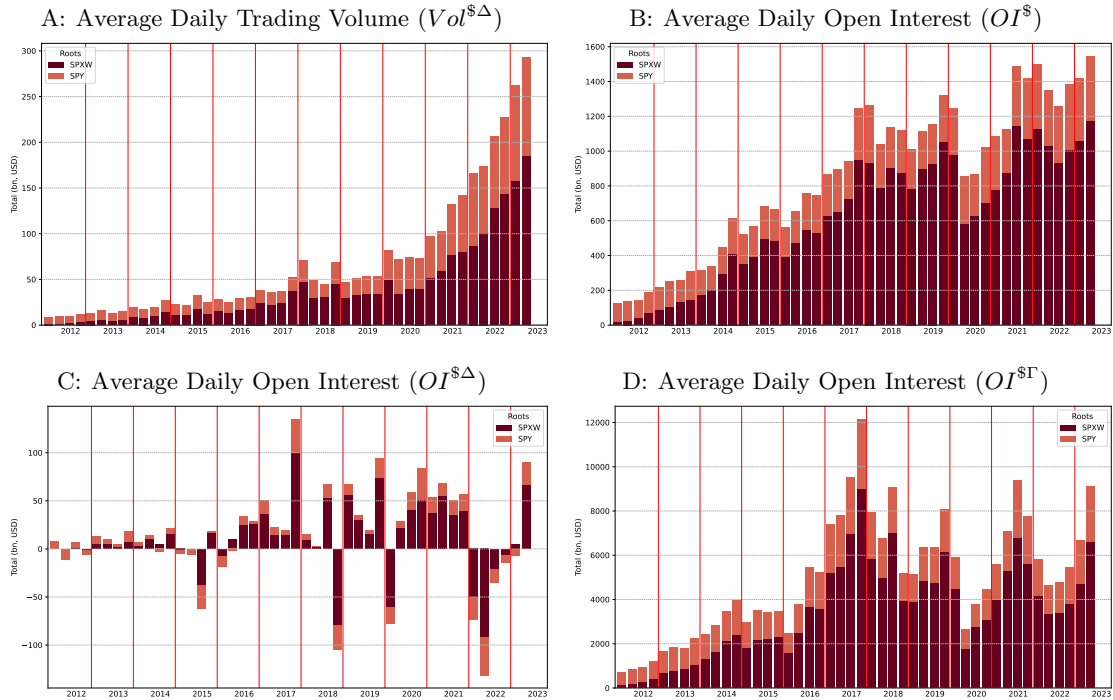 A: Average Daily Trading Volume (Vol^{$Δ})
B: Average Daily Open Interest (OI^{$})
Total (bn, USD)
300
250
200
150
100
50
0
Roots
SPXW
SPY
2012 2013 2014 2015 2016 2017 2018 2019 2020 2021 2022 2023
Total (bn, USD)
1600
1400
1200
1000
800
600
400
200
0
Roots
SPXW
SPY
2012 2013 2014 2015 2016 2017 2018 2019 2020 2021 2022 2023
C: Average Daily Open Interest (OI^{$Δ})
D: Average Daily Open Interest (OI^{$Γ})
Total (bn, USD)
100
50
0
−50
−100
Roots
SPXW
SPY
2012 2013 2014 2015 2016 2017 2018 2019 2020 2021 2022 2023
Total (bn, USD)
12000
10000
8000
6000
4000
2000
0
Roots
SPXW
SPY
2012 2013 2014 2015 2016 2017 2018 2019 2020 2021 2022 2023